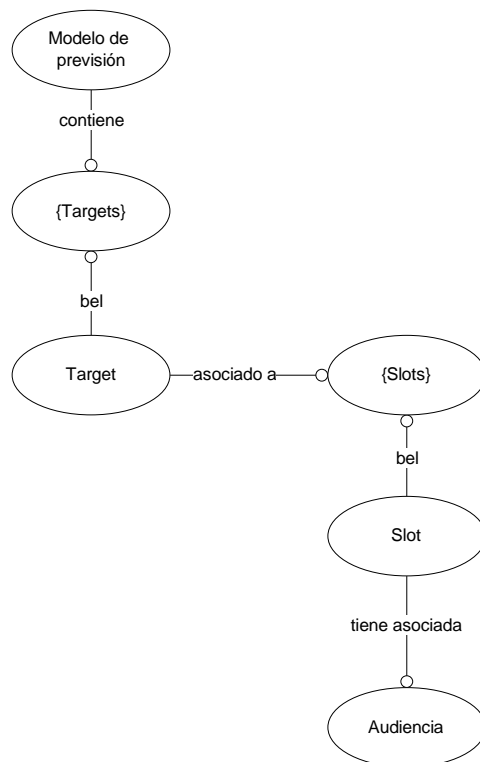 Modelo de
previsión
contiene
{Targets}
bel
Target
asociado a
{Slots}
bel
Slot
tiene asociada
Audiencia